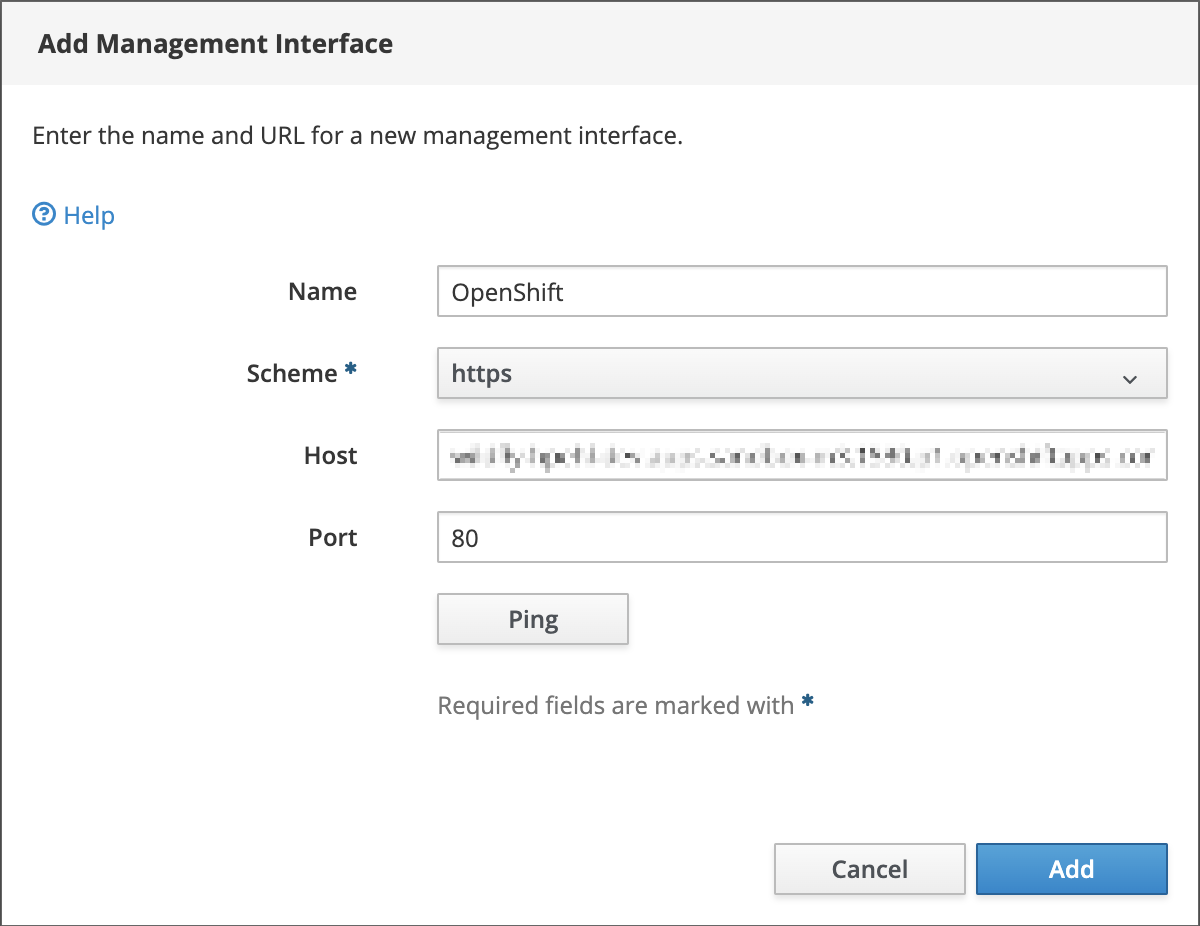 Add Management Interface
Enter the name and URL for a new management interface.
Help
Name
OpenShift
Scheme *
https
Host
Port
80
Ping
Required fields are marked with *
Cancel
Add